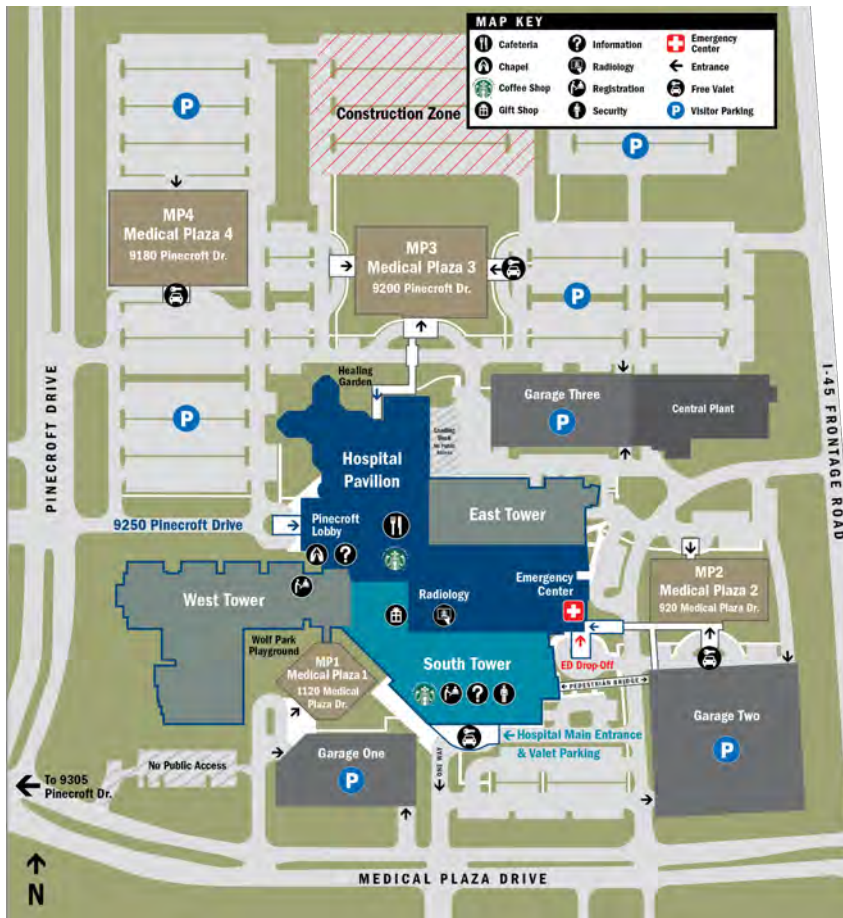 MAP KEY
Cafeteria
Chapel
Coffee Shop
Gift Shop
Information
Radiology
Registration
Security
Emergency
Center
Entrance
Free Valet
P Visitor Parking
P
Construction Zone
P
MP4
Medical Plaza 4
9180 Pinecroft Dr.
MP3
Medical Plaza 3
9200 Pinecroft Dr.
P
PINECROFT DRIVE
I-45 FRONTAGE ROAD
Healing
Garden
P
Garage Three
P
Central Plant
Loading
Dock
No Public
Access
Hospital
Pavilion
9250 Pinecroft Drive
Pinecroft
Lobby
East Tower
West Tower
Radiology
Emergency
Center
MP2
Medical Plaza 2
920 Medical Plaza Dr.
Wolf Park
Playground
MP1
Medical Plaza 1
1120 Medical
Plaza Dr.
South Tower
ED Drop-Off
PEDESTRIAN BRIDGE
Garage Two
P
Hospital Main Entrance
& Valet Parking
ONE WAY
Garage One
P
No Public Access
To 9305
Pinecroft Dr.
N
MEDICAL PLAZA DRIVE